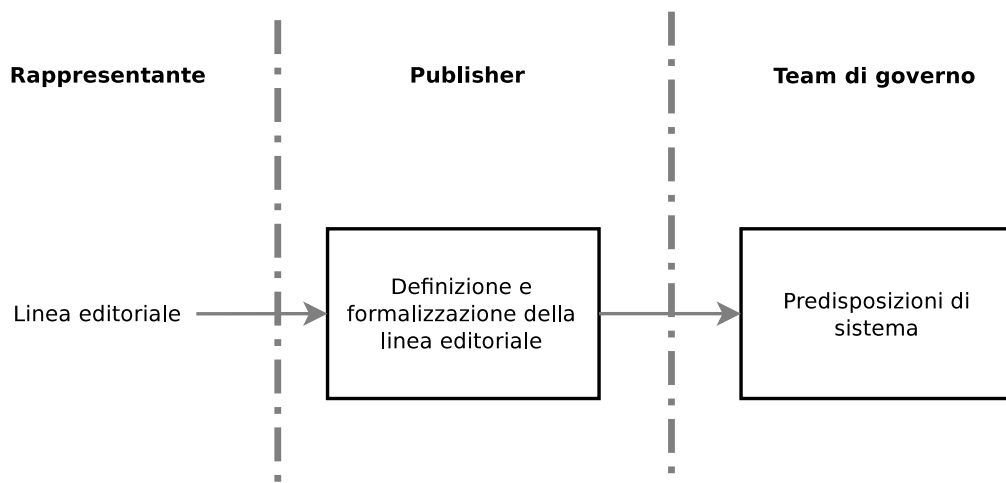 Rappresentante
Publisher
Team di governo
Linea editoriale
Definizione e
formalizzazione della
linea editoriale
Predisposizioni di
sistema